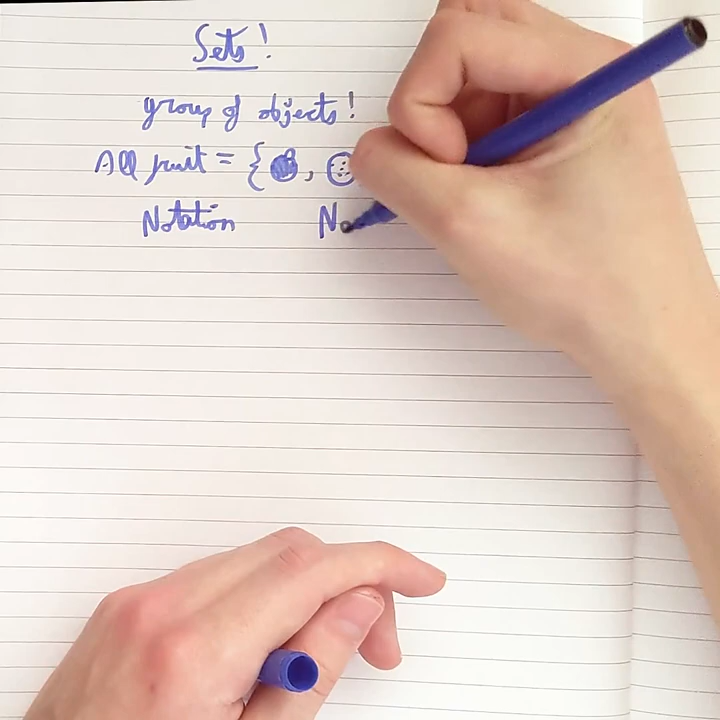 Sets!
group of objects!
All fruit = { ,
Notation N